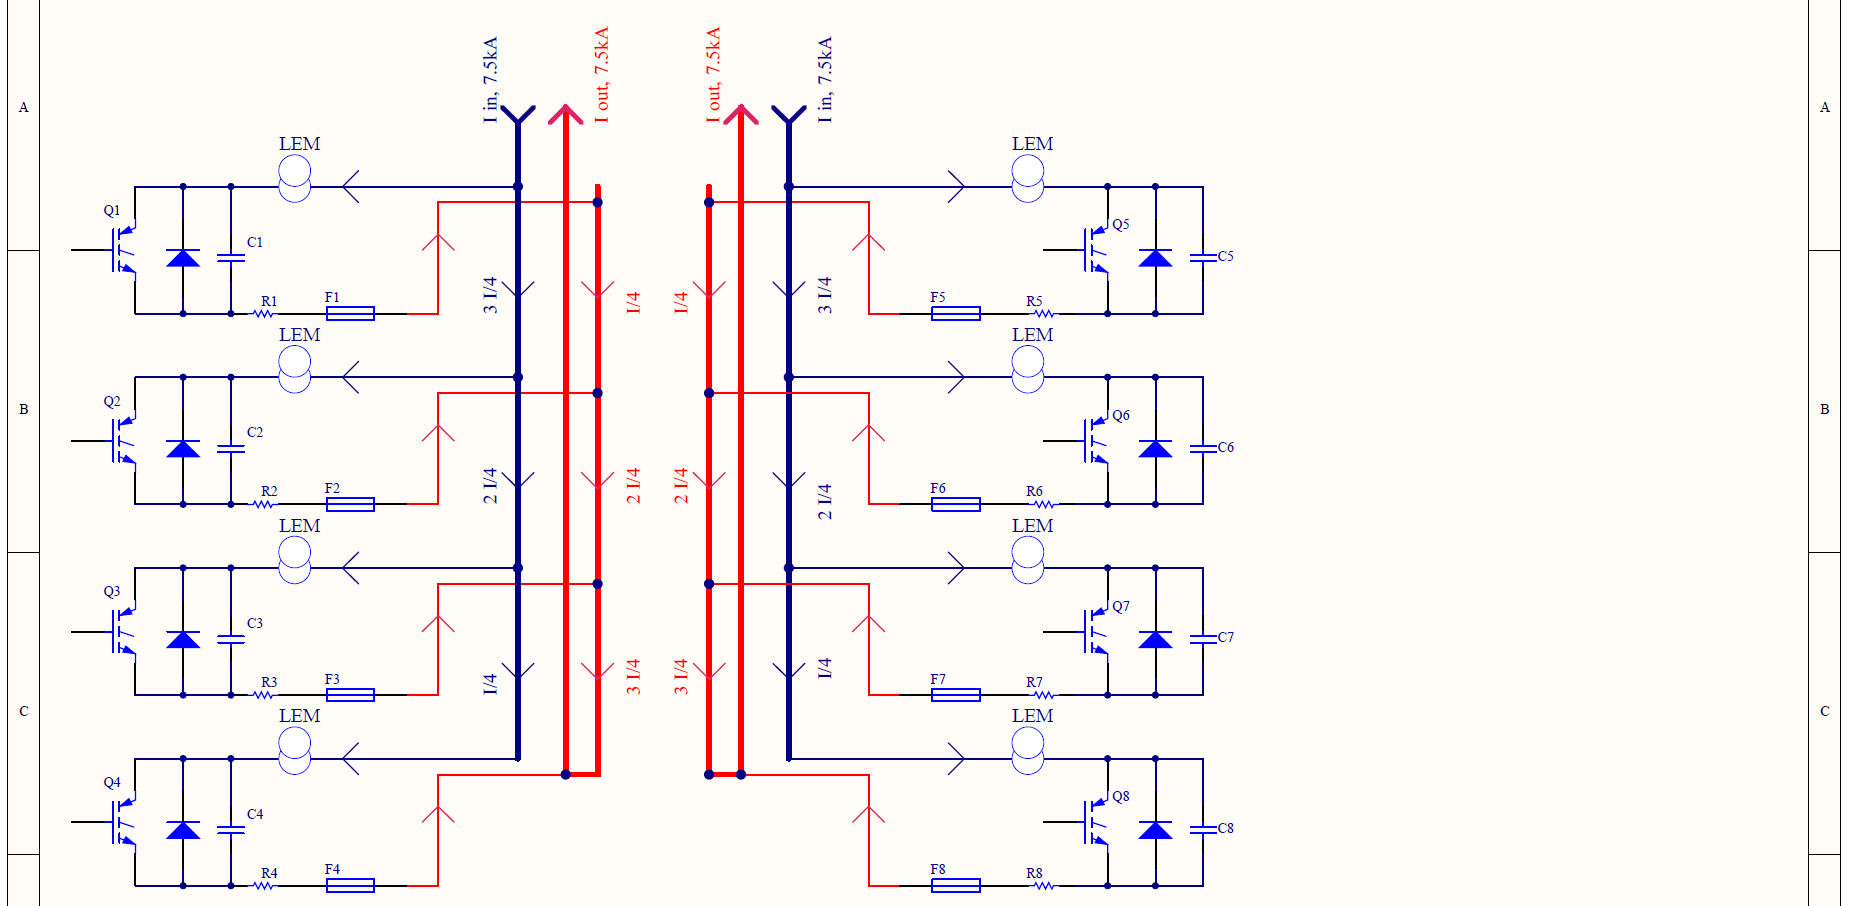 I in, 7.5kA
I out, 7.5kA
I out, 7.5kA
I in, 7.5kA
A
A
LEM
LEM
Q1
C1
Q5
C5
R1
F1
3 I/4
I/4
I/4
3 I/4
F5
R5
LEM
LEM
B
B
Q2
C2
Q6
C6
R2
F2
2 I/4
2 I/4
2 I/4
2 I/4
F6
R6
LEM
LEM
Q3
C3
Q7
C7
R3
F3
I/4
3 I/4
3 I/4
I/4
F7
R7
C
C
LEM
LEM
Q4
C4
Q8
C8
R4
F4
F8
R8